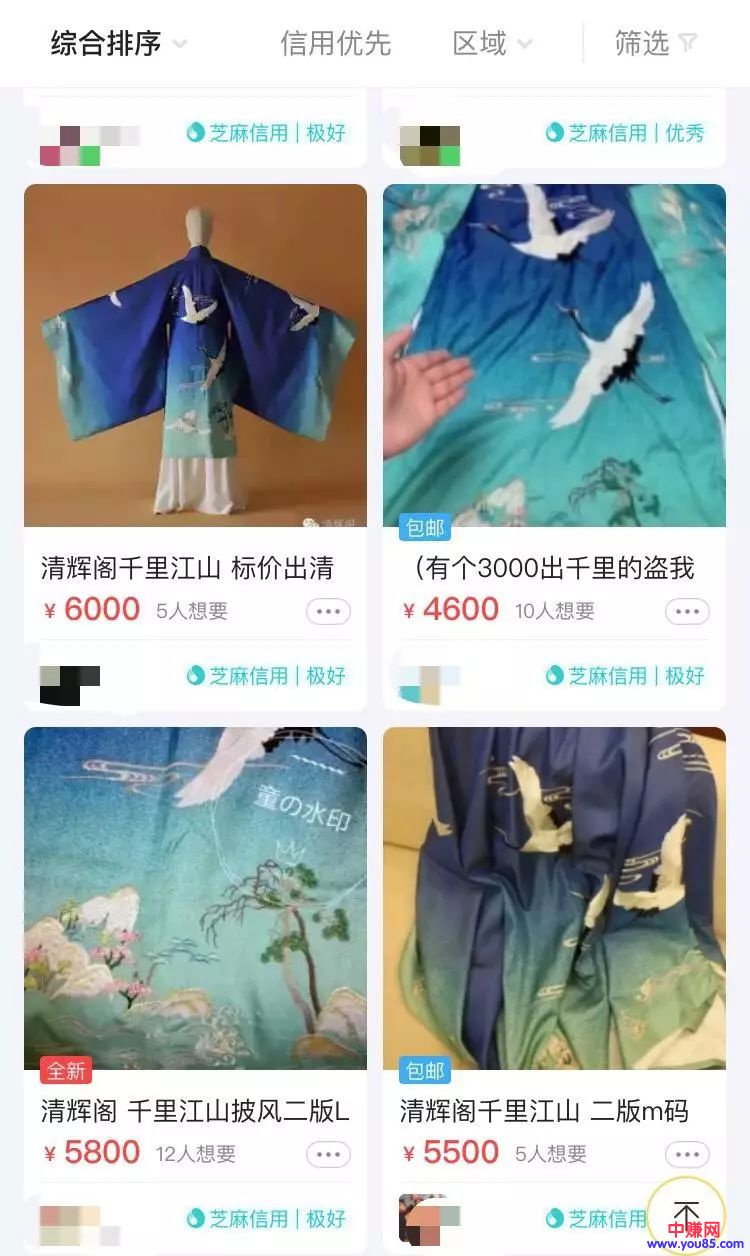 综合排序 信用优先 区域 筛选
芝麻信用 | 极好
芝麻信用 | 优秀
清辉阁
包邮
清辉阁千里江山 标价出清
¥ 6000 5人想要
芝麻信用 | 极好
(有个3000出千里的盗我
¥ 4600 10人想要
芝麻信用 | 极好
童の水印
全新
包邮
清辉阁 千里江山披风二版L
¥ 5800 12人想要
芝麻信用 | 极好
清辉阁千里江山 二版m码
¥ 5500 5人想要
芝麻信用
中赚网
www.you85.com